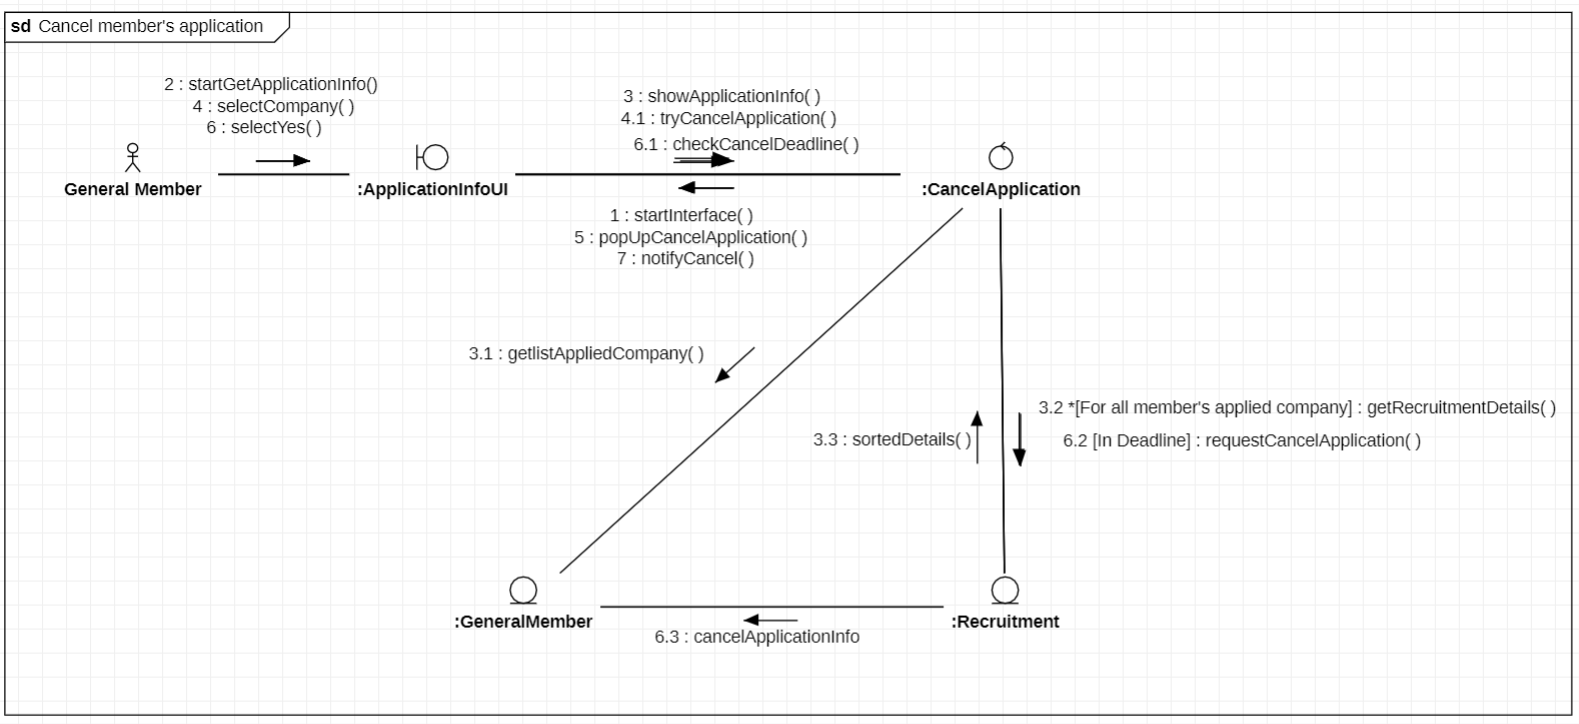 sd Cancel member's application
2 : startGetApplicationInfo()
4 : selectCompany( )
6 : selectYes( )
3 : showApplicationInfo( )
4.1 : tryCancelApplication( )
6.1 : checkCancelDeadline( )
General Member
:ApplicationInfoUI
:CancelApplication
1 : startInterface( )
5 : popUpCancelApplication( )
7 : notifyCancel( )
3.1 : getlistAppliedCompany( )
3.2 *[For all member's applied company] : getRecruitmentDetails( )
3.3 : sortedDetails( )
6.2 [In Deadline] : requestCancelApplication( )
:GeneralMember
:Recruitment
6.3 : cancelApplicationInfo